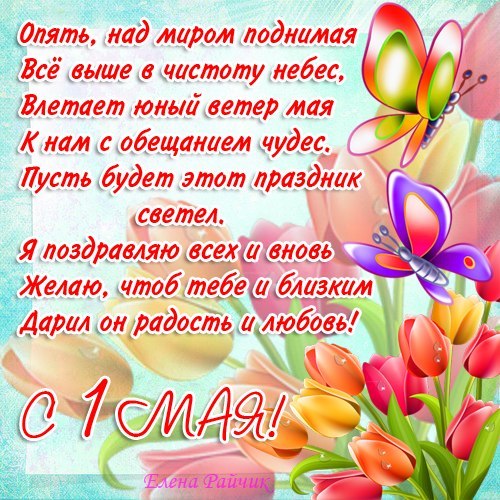 Опять, над миром поднимая
Всё выше в чистоту небес,
Влетает юный ветер мая
К нам с обещанием чудес.
Пусть будет этот праздник
светел.
Я поздравляю всех и вновь
Желаю, чтоб тебе и близким
Дарил он радость и любовь!
С 1 МАЯ!
Елена Райчик